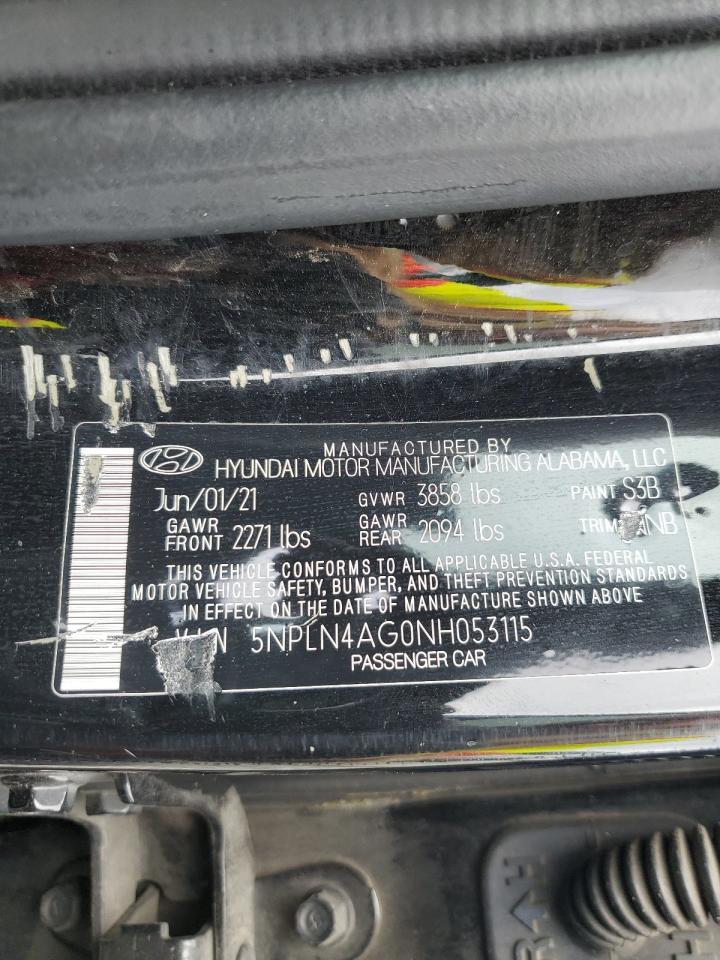 MANUFACTURED BY
HYUNDAI MOTOR MANUFACTURING ALABAMA, LLC
Jun/01/21 GVWR 3858 lbs PAINT S3B
GAWR FRONT 2271 lbs GAWR REAR 2094 lbs TRIM
THIS VEHICLE CONFORMS TO ALL APPLICABLE U.S.A. FEDERAL
MOTOR VEHICLE SAFETY, BUMPER, AND THEFT PREVENTION STANDARDS
IN EFFECT ON THE DATE OF MANUFACTURE SHOWN ABOVE
V.I.N 5NPLN4AG0NH053115
PASSENGER CAR